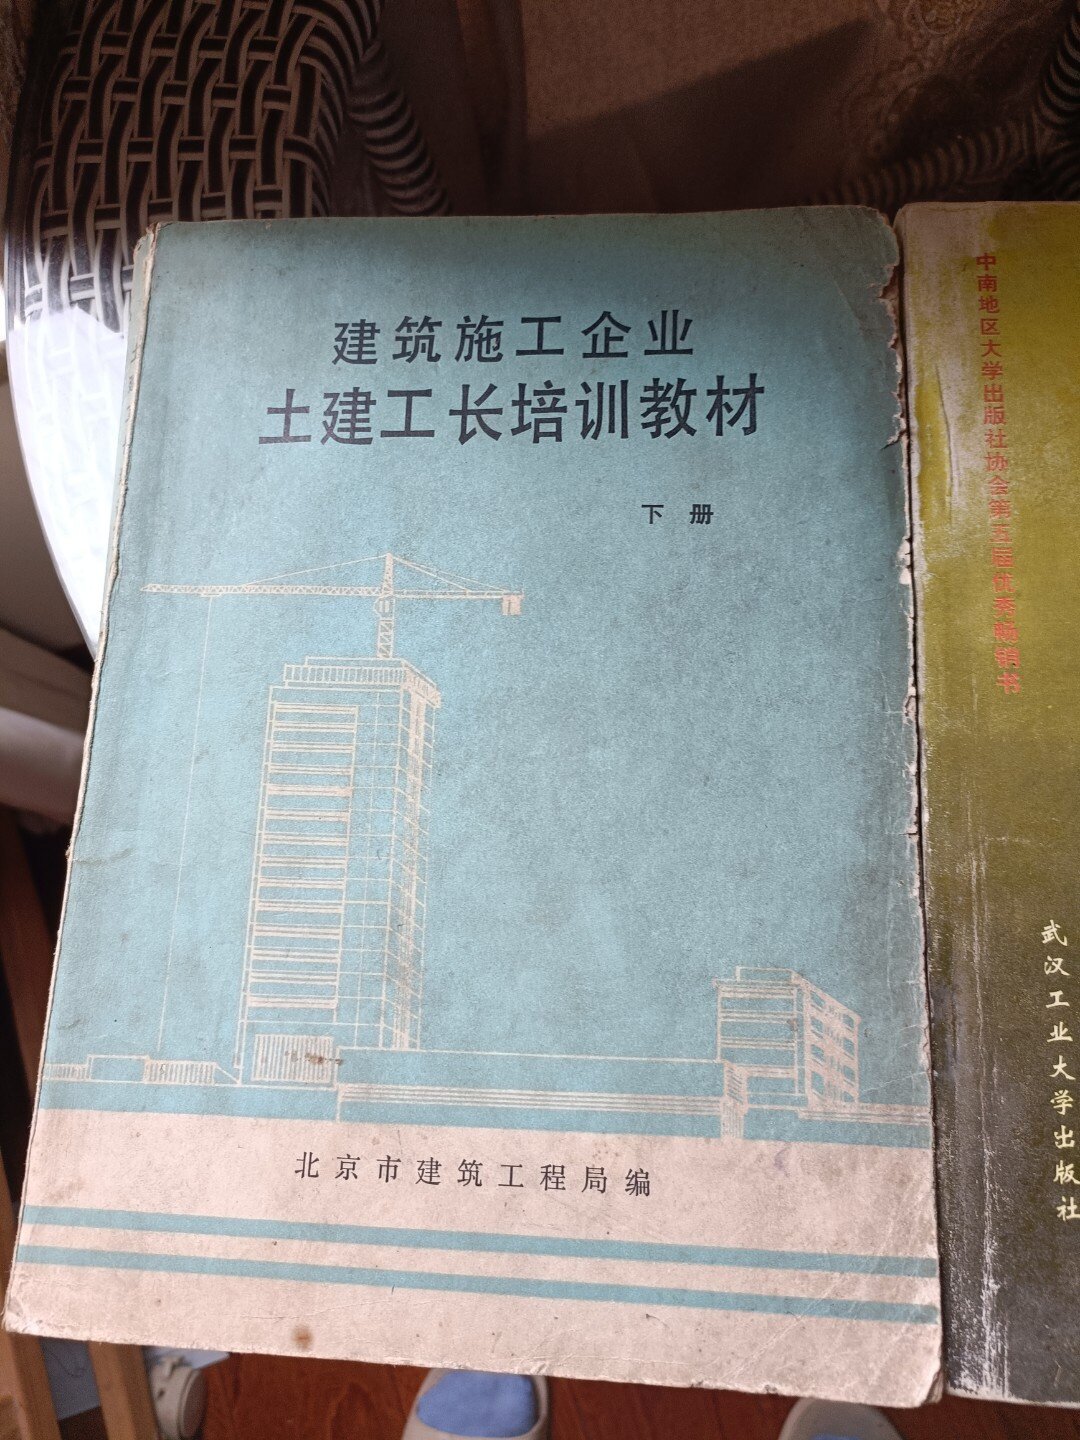 建筑施工企业
土建工长培训教材
下册
北京市建筑工程局编
中南地区大学出版社协会第五届优秀畅销书
武汉工业大学出版社